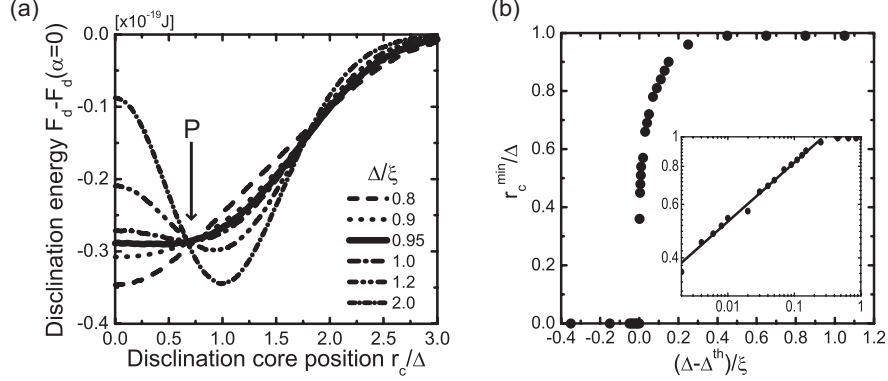 (a)
[x10⁻¹⁹J]
Disclination energy F_d-F_d(α=0)
0.0
-0.1
-0.2
-0.3
-0.4
P
Δ/ξ
0.8
0.9
0.95
1.0
1.2
2.0
0.0 0.5 1.0 1.5 2.0 2.5 3.0
Disclination core position r_c/Δ
(b)
r_c^min/Δ
1.0
0.8
0.6
0.4
0.2
0.0
1
0.8
0.6
0.4
0.01 0.1 1
-0.4 -0.2 0.0 0.2 0.4 0.6 0.8 1.0 1.2
(Δ-Δ^th)/ξ